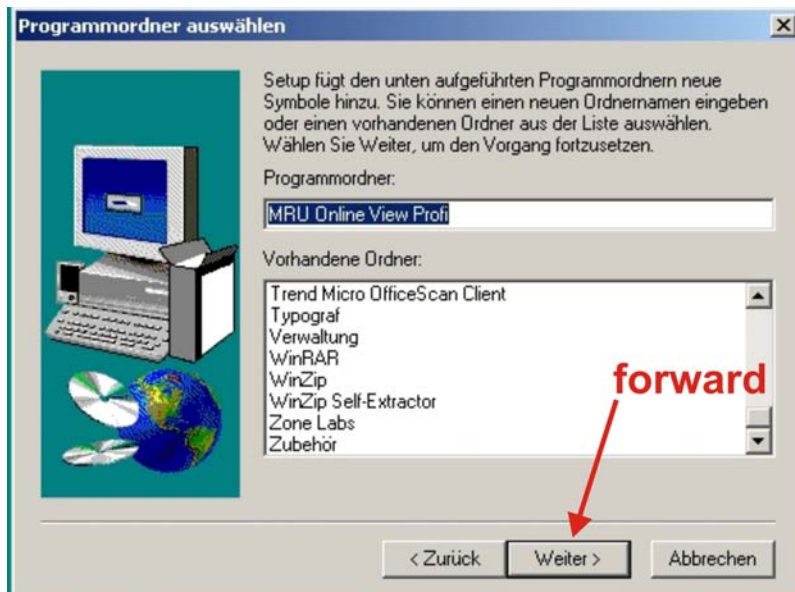 Programmordner auswählen
Setup fügt den unten aufgeführten Programmordnern neue
Symbole hinzu. Sie können einen neuen Ordnernamen eingeben
oder einen vorhandenen Ordner aus der Liste auswählen.
Wählen Sie Weiter, um den Vorgang fortzusetzen.
Programmordner:
MRU Online View Profi
Vorhandene Ordner:
Trend Micro OfficeScan Client
Typograf
Verwaltung
WinRAR
WinZip
WinZip Self-Extractor
Zone Labs
Zubehör
forward
< Zurück
Weiter >
Abbrechen